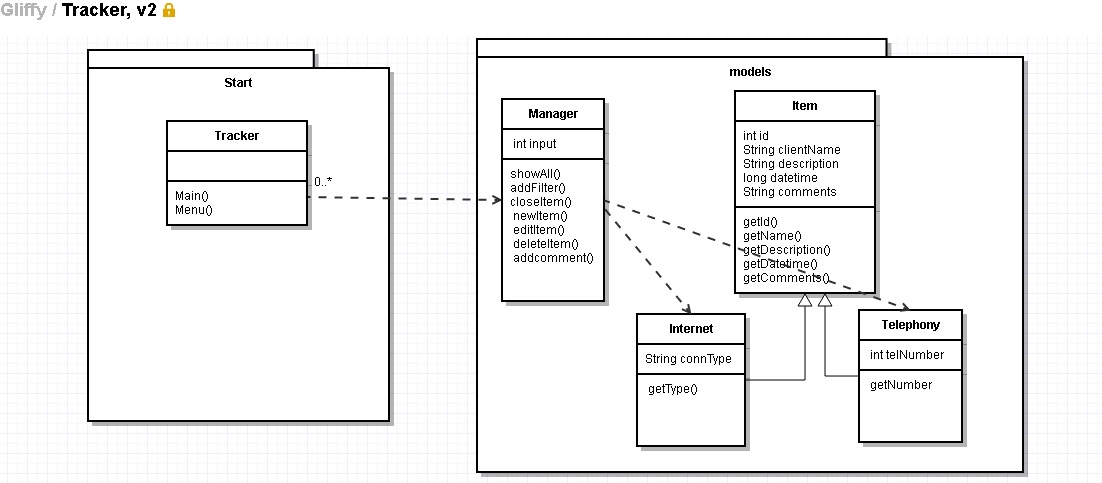 Gliffy / Tracker, v2
Start
Tracker
Main()
Menu()
0..*
models
Manager
int input
showAll()
addFilter()
closeItem()
newItem()
editItem()
deleteItem()
addcomment()
Item
int id
String clientName
String description
long datetime
String comments
getId()
getName()
getDescription()
getDatetime()
getComments()
Internet
String connType
getType()
Telephony
int telNumber
getNumber